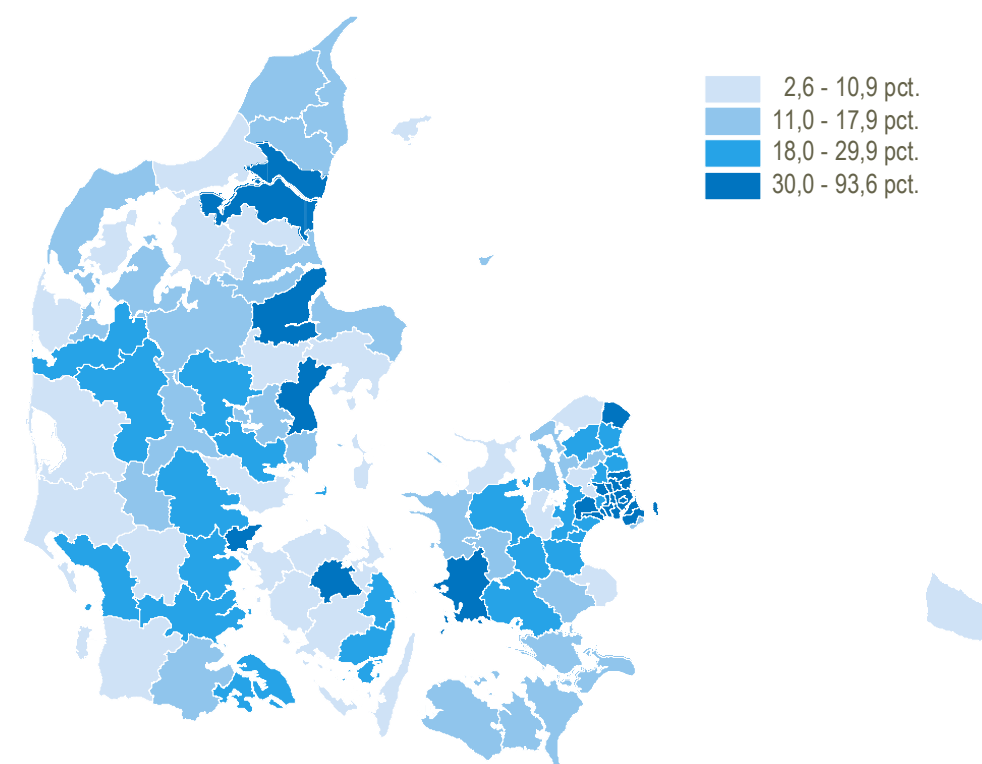 2,6 - 10,9 pct.
11,0 - 17,9 pct.
18,0 - 29,9 pct.
30,0 - 93,6 pct.